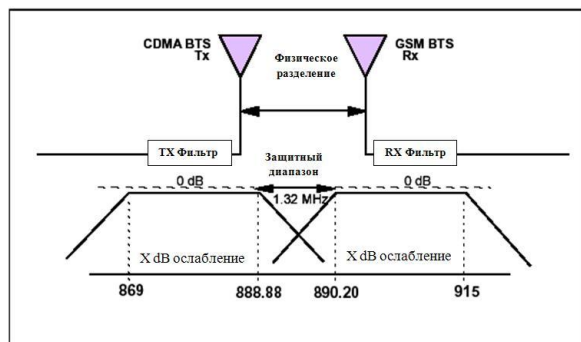 CDMA BTS
Tx
GSM BTS
Rx
Физическое
разделение
TX Фильтр
RX Фильтр
Защитный
диапазон
0 dB
0 dB
1.32 MHz
X dB ослабление
X dB ослабление
869
888.88
890.20
915